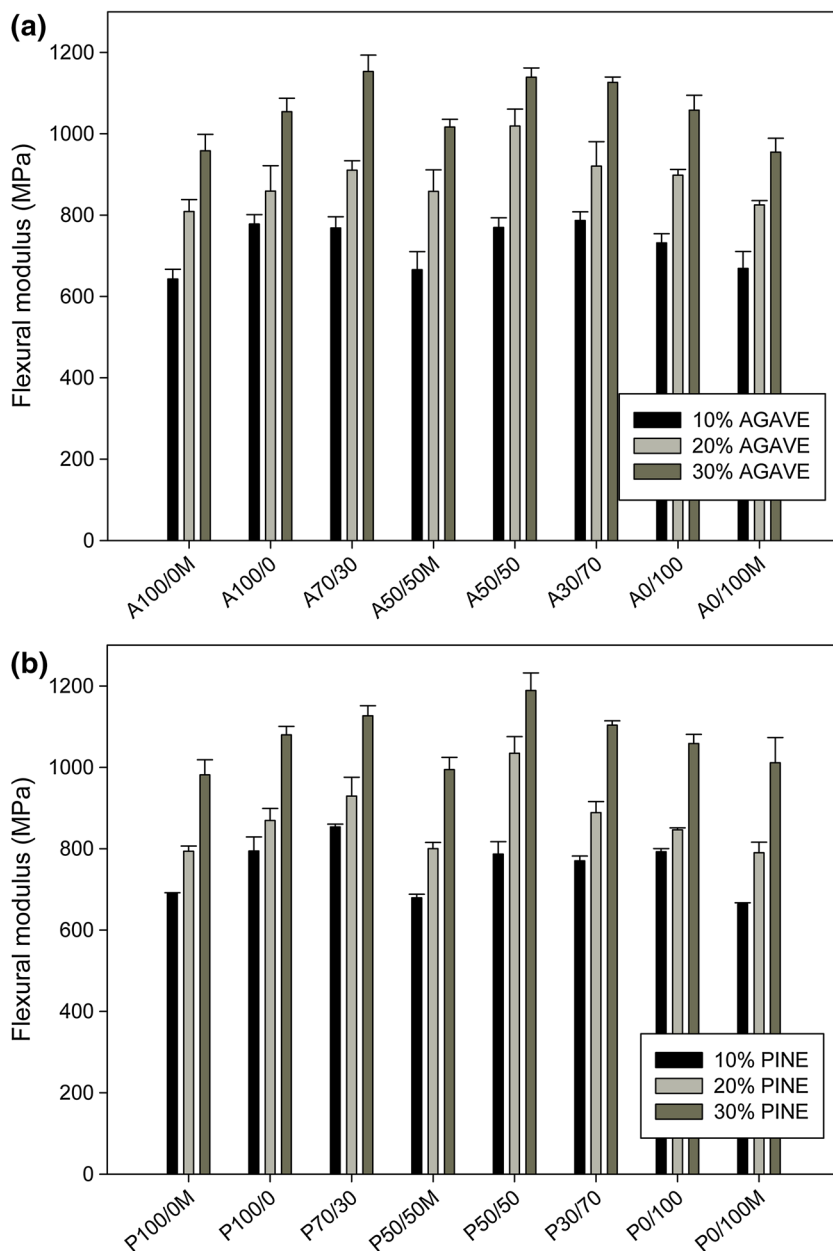 (a)
1200
1000
800
600
400
200
0
Flexural modulus (MPa)
10% AGAVE
20% AGAVE
30% AGAVE
A100/0M
A100/0
A70/30
A50/50M
A50/50
A30/70
A0/100
A0/100M
(b)
1200
1000
800
600
400
200
0
Flexural modulus (MPa)
10% PINE
20% PINE
30% PINE
P100/0M
P100/0
P70/30
P50/50M
P50/50
P30/70
P0/100
P0/100M